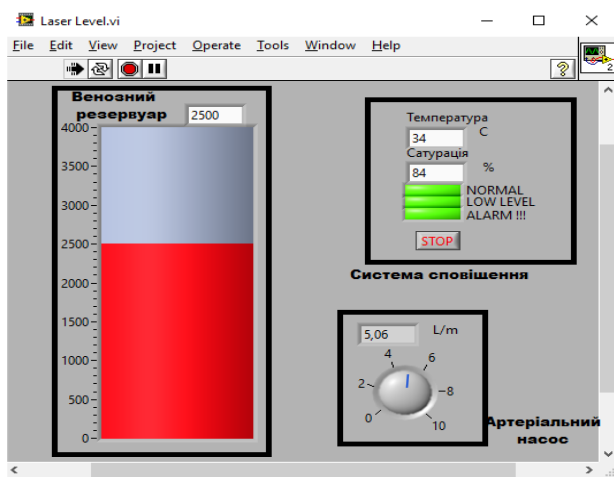 Laser Level.vi
File Edit View Project Operate Tools Window Help
2
Венозний
резервуар 2500
4000
3500
3000
2500
2000
1500
1000
500
0
Температура
34 C
Сатурація
84 %
NORMAL
LOW LEVEL
ALARM !!!
STOP
Система сповіщення
5,06 L/m
4 6
2 8
0 10
Артеріальний
насос